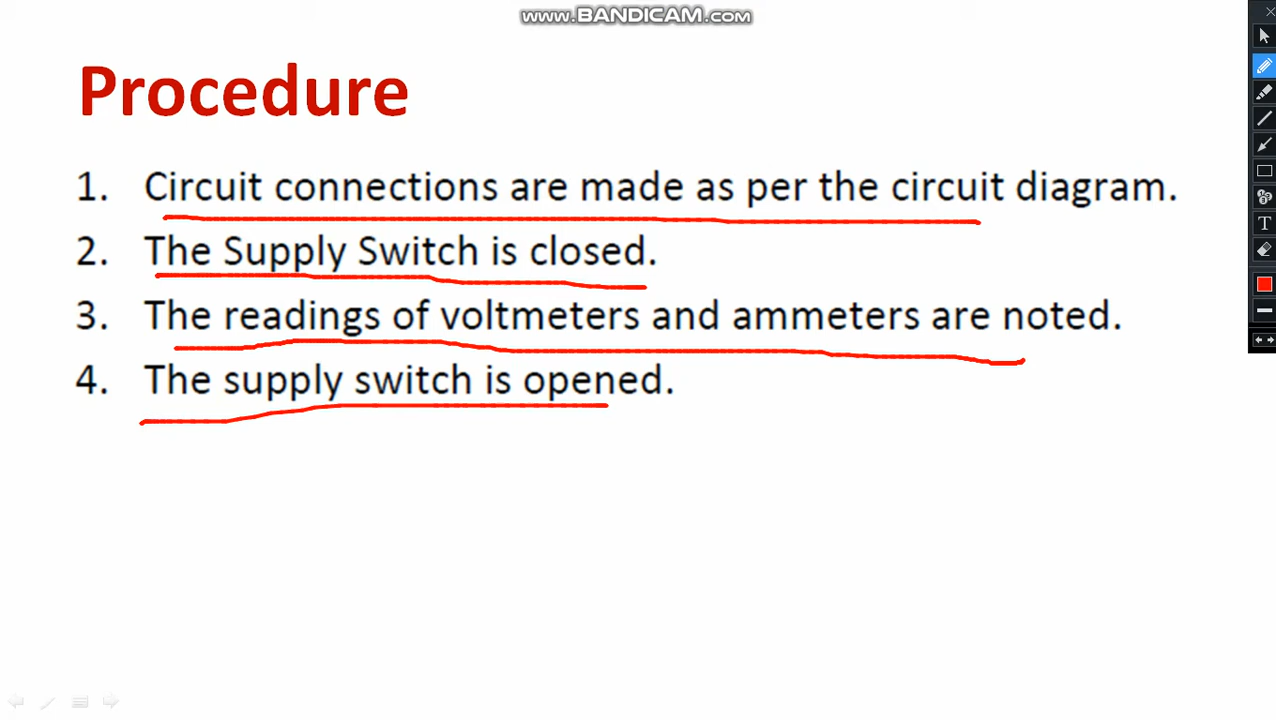 www.BANDICAM.com
Procedure
1. Circuit connections are made as per the circuit diagram.
2. The Supply Switch is closed.
3. The readings of voltmeters and ammeters are noted.
4. The supply switch is opened.
T